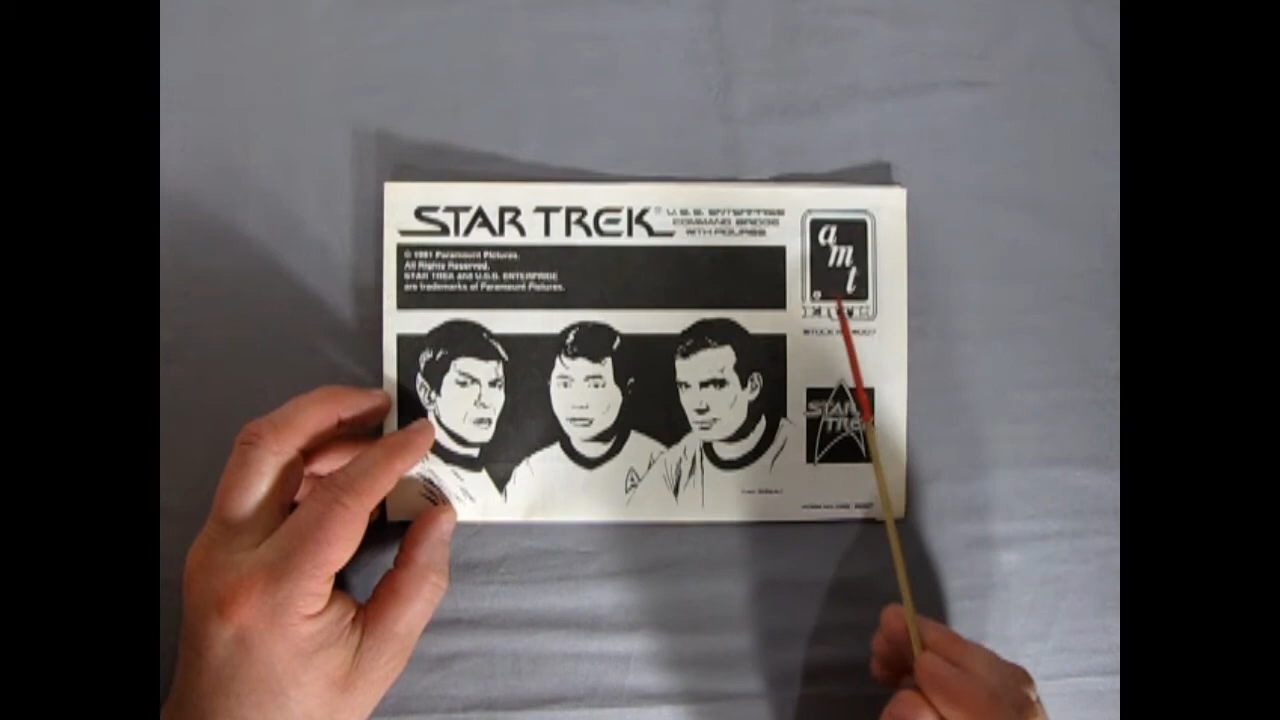 STAR TREK®
U.S.S. ENTERPRISE
COMMAND BRIDGE
WITH FIGURES
© 1991 Paramount Pictures.
All Rights Reserved.
STAR TREK and U.S.S. ENTERPRISE
are trademarks of Paramount Pictures.
amt
®
STAR
TREK